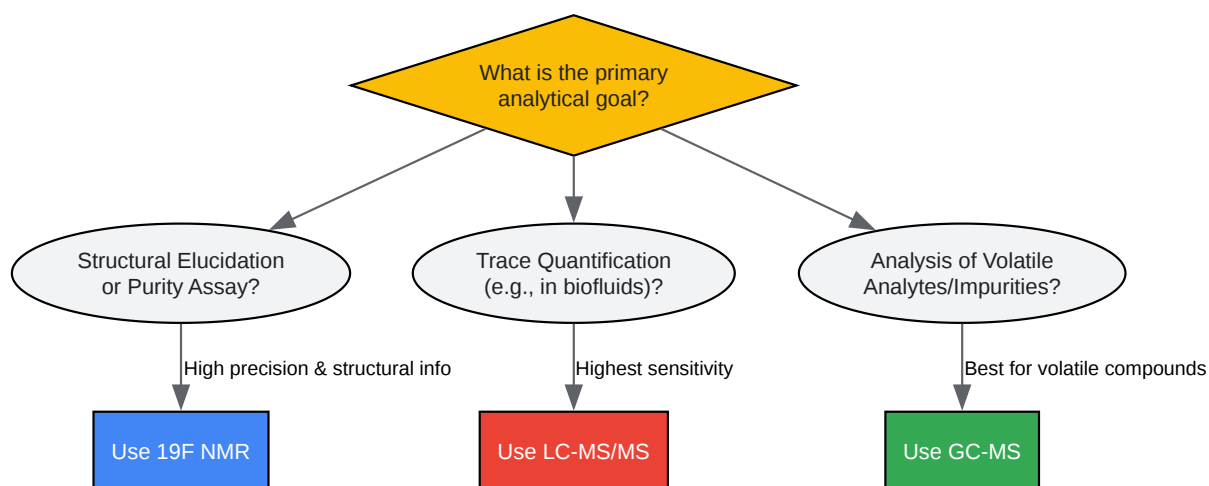 What is the primary
analytical goal?
Structural Elucidation
or Purity Assay?
Trace Quantification
(e.g., in biofluids)?
Analysis of Volatile
Analytes/Impurities?
High precision & structural info
Highest sensitivity
Best for volatile compounds
Use 19F NMR
Use LC-MS/MS
Use GC-MS